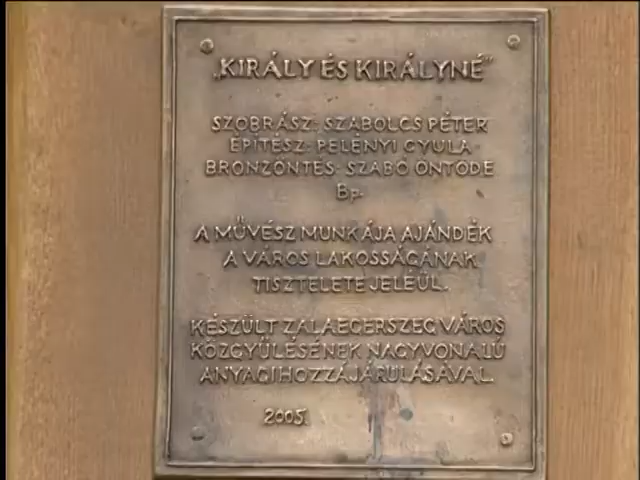 „KIRÁLY ÉS KIRÁLYNÉ”
SZOBRÁSZ: SZABOLCS PÉTER
ÉPÍTÉSZ: PELÉNYI GYULA
BRONZÖNTÉS: SZABÓ ÖNTÖDE
Bp.
A MŰVÉSZ MUNKÁJA AJÁNDÉK
A VÁROS LAKOSSÁGÁNAK
TISZTELETE JELÉÜL.
KÉSZÜLT ZALAEGERSZEG VÁROS
KÖZGYŰLÉSÉNEK NAGYVONALÚ
ANYAGI HOZZÁJÁRULÁSÁVAL.
2005.